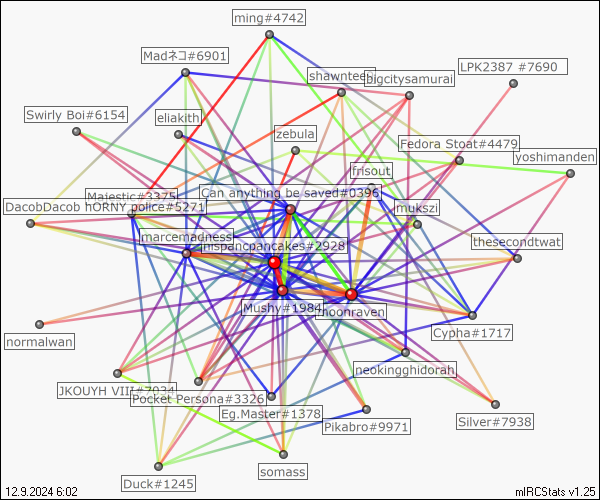 ming#4742
Madネコ#6901
LPK2387 #7690
shawnteel
bigcitysamurai
Swirly Boi#6154
eliakith
zebula
Fedora Stoat#4479
yoshimanden
frisout
Can anything be saved#0396
Majestic#3375
DacobDacob hORNY police#5271
mukszi
marcemadness
mspancpancakes#2928
thesecondtwat
Mushy#1984
noonraven
Cypha#1717
normalwan
neokingghidorah
JKOUYH VIII#7034
Pocket Persona#3326
Eg.Master#1378
Pikabro#9971
Silver#7938
somass
Duck#1245
12.9.2024 6:02
mIRCStats v1.25